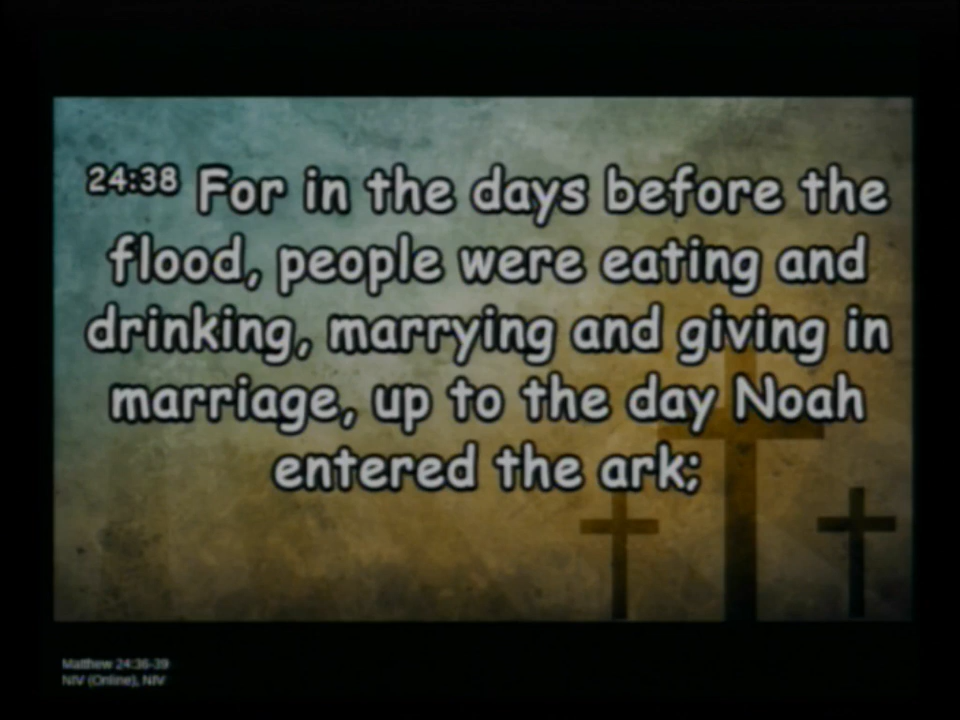 24:38 For in the days before the
flood, people were eating and
drinking, marrying and giving in
marriage, up to the day Noah
entered the ark;
Matthew 24:36-39
NIV (Online), NIV